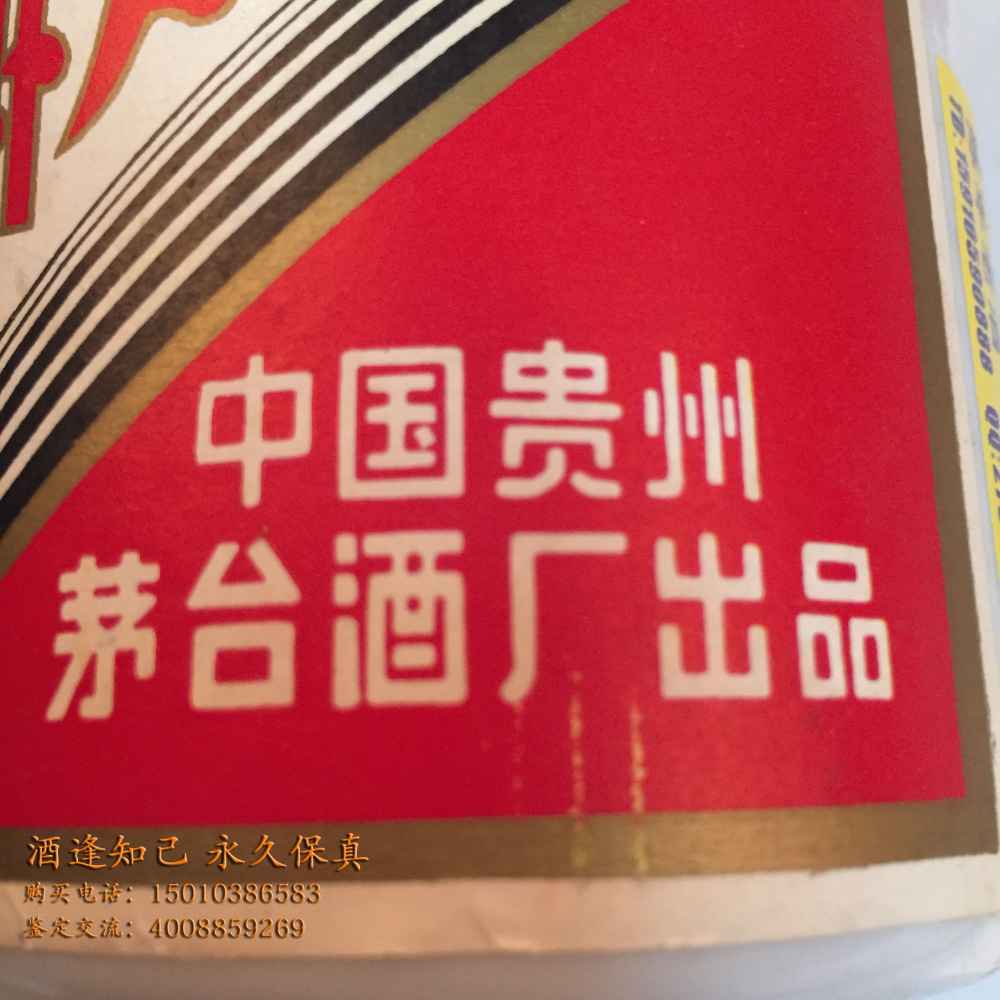 中国贵州
茅台酒厂出品
酒逢知己 永久保真
购买电话：15010386583
鉴定交流：4008859269